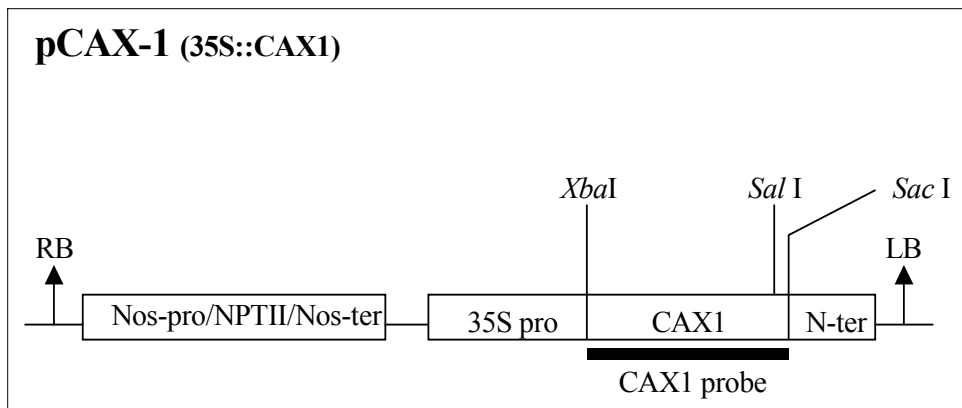 pCAX-1 (35S::CAX1)
XbaI
Sal I
Sac I
RB
LB
Nos-pro/NPTII/Nos-ter
35S pro
CAX1
N-ter
CAX1 probe